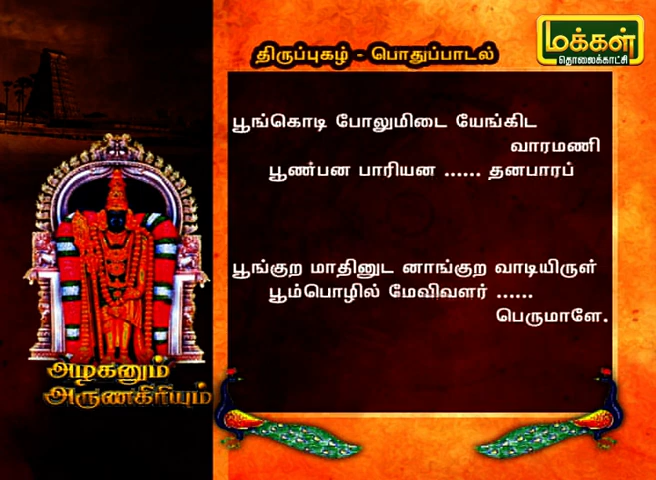 மக்கள்
தொலைக்காட்சி
திருப்புகழ் - பொதுப்பாடல்
பூங்கொடி போலுமிடை யேங்கிட
வாரமணி
பூண்பன பாரியன ...... தனபாரப்
பூங்குற மாதினுட னாங்குற வாடியிருள்
பூம்பொழில் மேவிவளர் ......
பெருமாளே.
அழகனும்
அருணகிரியும்